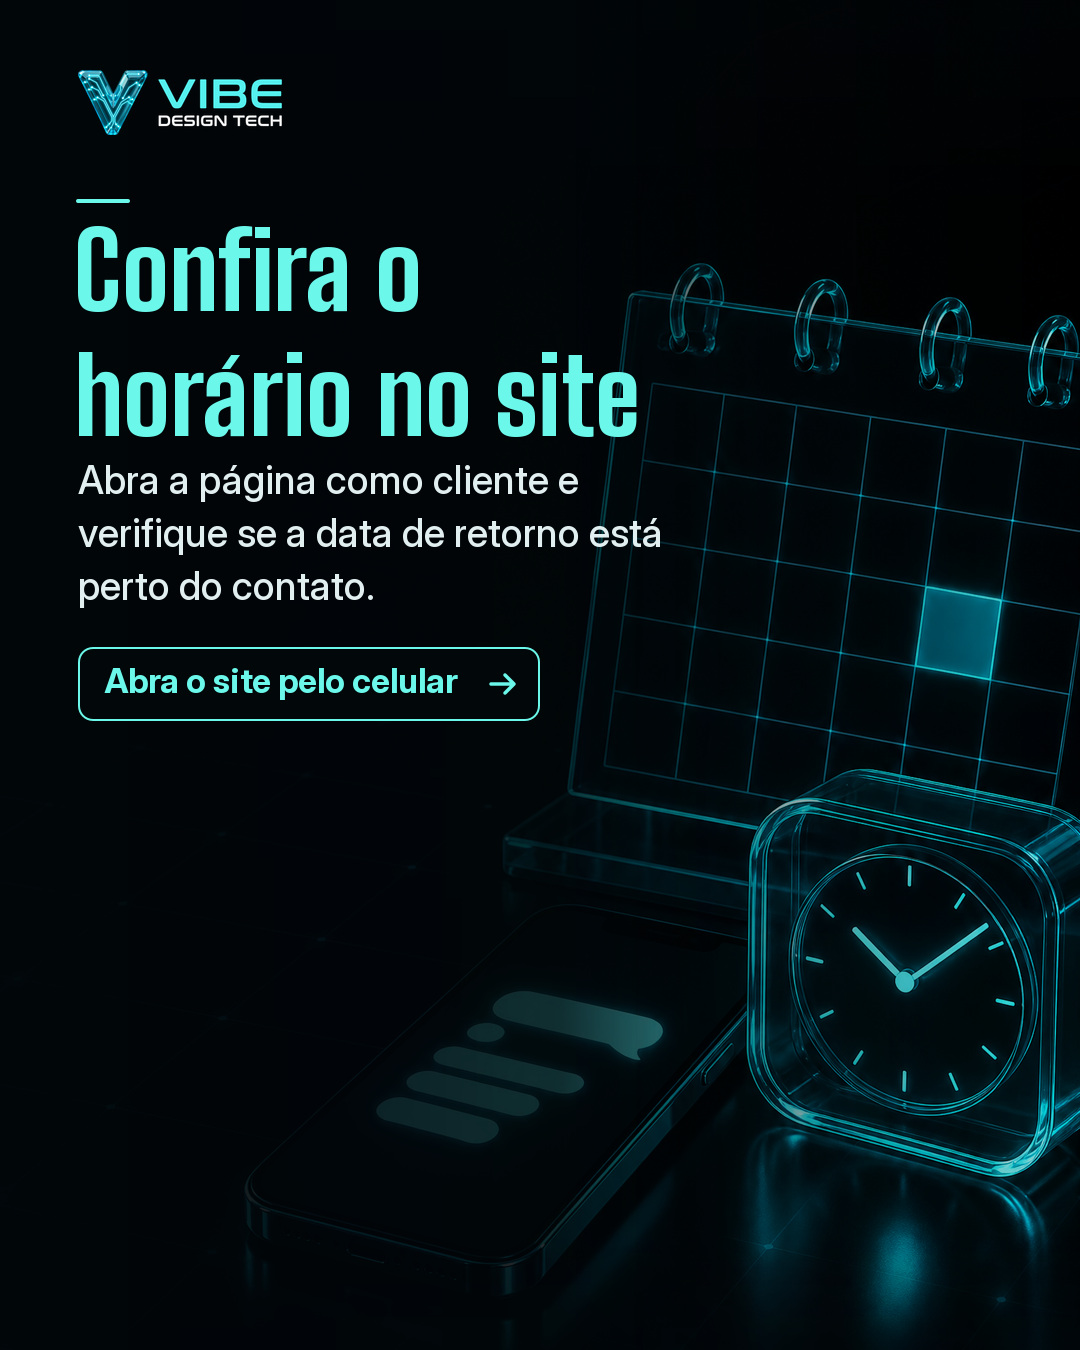 VIBE
DESIGN TECH
Confira o
horário no site
Abra a página como cliente e
verifique se a data de retorno está
perto do contato.
Abra o site pelo celular →